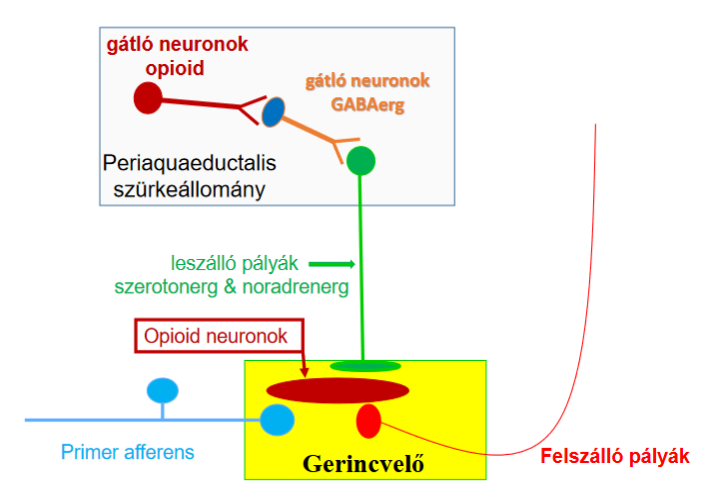 gátló neuronok
opioid
gátló neuronok
GABAerg
Periaquaeductalis
szürkeállomány
leszálló pályák
szerotonerg & noradrenerg
Opioid neuronok
Primer afferens
Gerincvelő
Felszálló pályák